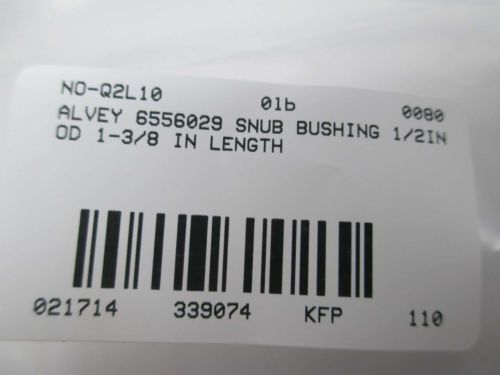 NO-Q2L10 01b 0080
ALVEY 6556029 SNUB BUSHING 1/2IN
OD 1-3/8 IN LENGTH
021714 339074 KFP 110